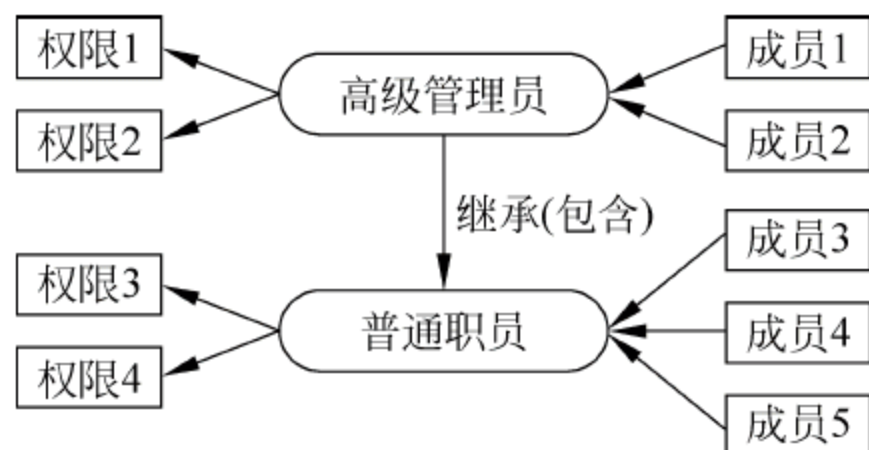 权限1
高级管理员
成员1
权限2
成员2
继承(包含)
成员3
权限3
普通职员
成员4
权限4
成员5